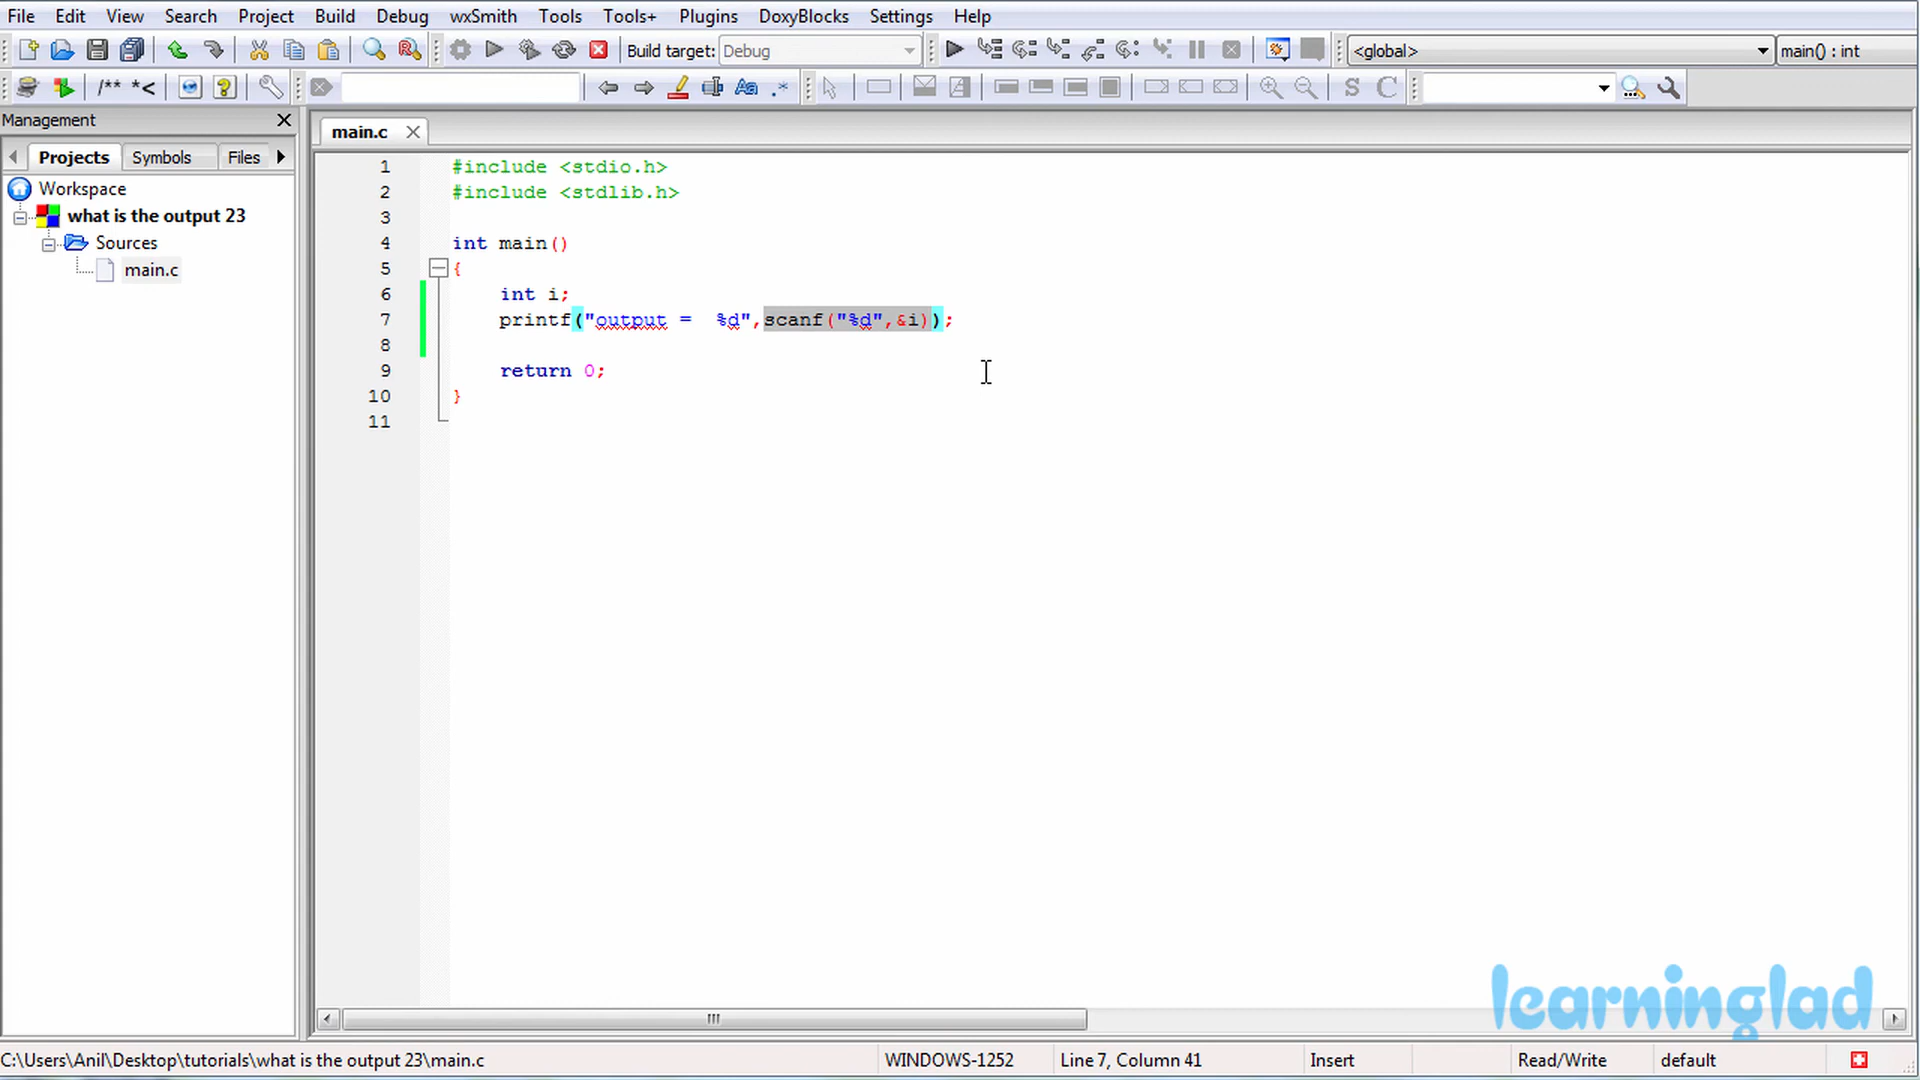 File Edit View Search Project Build Debug wxSmith Tools Tools+ Plugins DoxyBlocks Settings Help
Build target: Debug <global> main() : int
/** *< Aa .* S C
Management
Projects Symbols Files
main.c
Workspace
what is the output 23
Sources
main.c
1 #include <stdio.h>
2 #include <stdlib.h>
3
4 int main()
5 {
6 int i;
7 printf("output =  %d",scanf("%d",&i));
8
9 return 0;
10 }
11
learninglad
C:\Users\Anil\Desktop\tutorials\what is the output 23\main.c WINDOWS-1252 Line 7, Column 41 Insert Read/Write default